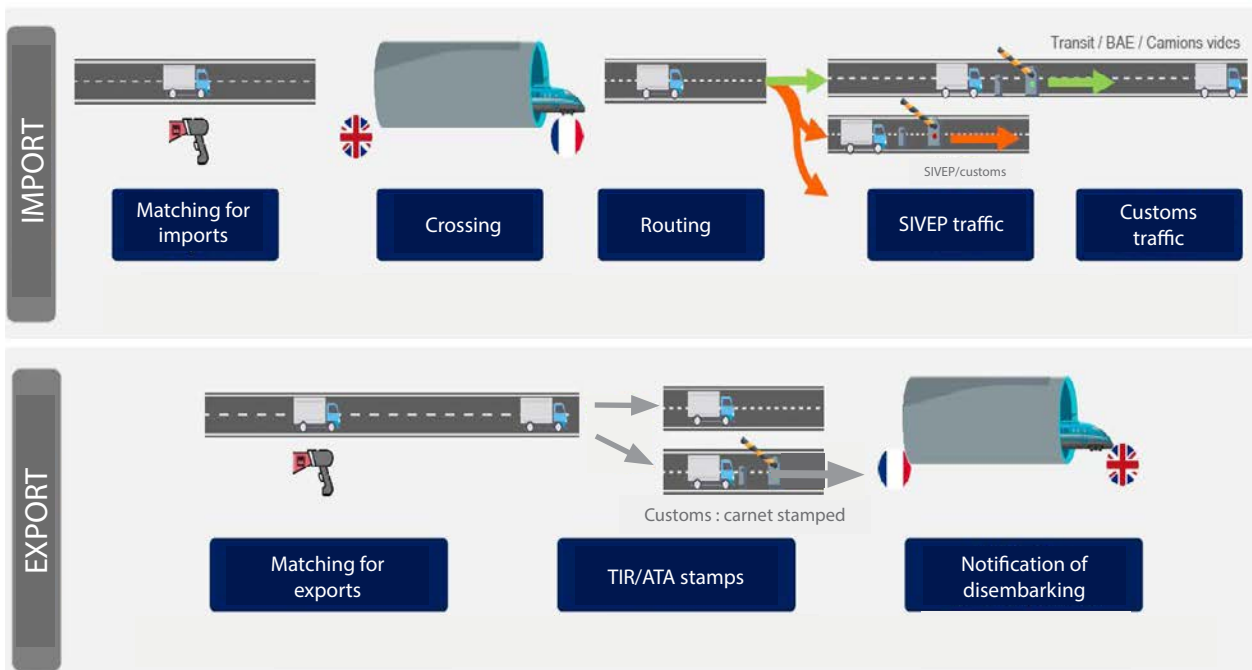 IMPORT
Transit / BAE / Camions vides
SIVEP/customs
Matching for
imports
Crossing
Routing
SIVEP traffic
Customs
traffic
EXPORT
Customs : carnet stamped
Matching for
exports
TIR/ATA stamps
Notification of
disembarking